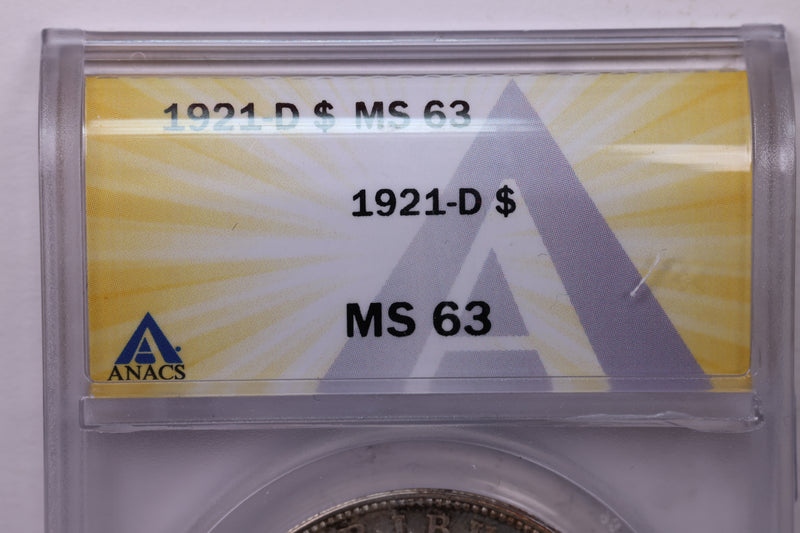 1921-D $ MS 63
1921-D $
MS 63
ANACS